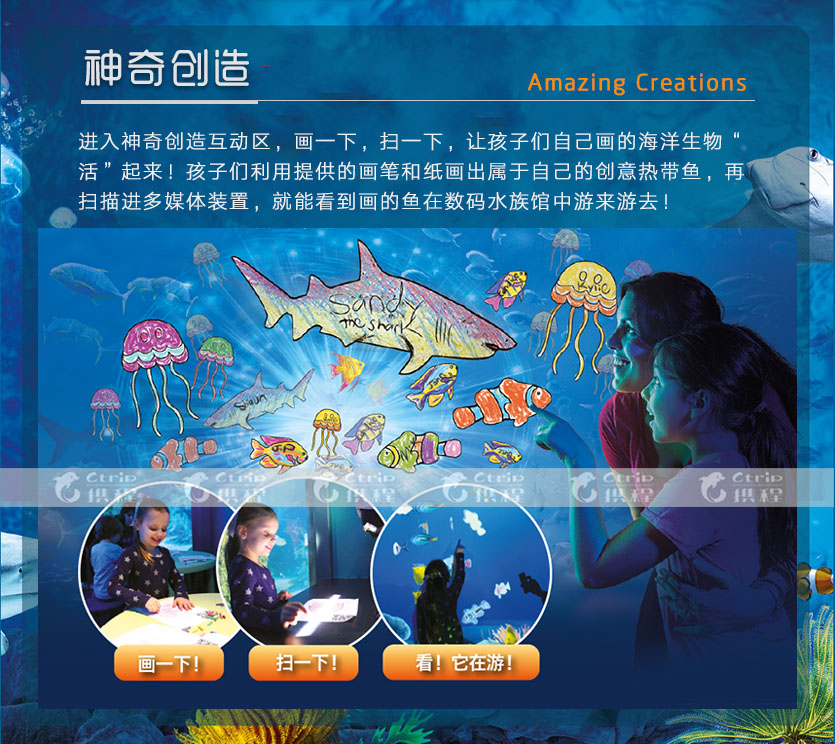 神奇创造
Amazing Creations
进入神奇创造互动区，画一下，扫一下，让孩子们自己画的海洋生物“
活”起来！孩子们利用提供的画笔和纸画出属于自己的创意热带鱼，再
扫描进多媒体装置，就能看到画的鱼在数码水族馆中游来游去！
Sandy
the shark
Kylie
Shaun
Ctrip Ctrip Ctrip Ctrip Ctrip Ctrip
携程 携程 携程 携程 携程 携程
画一下！
扫一下！
看！它在游！